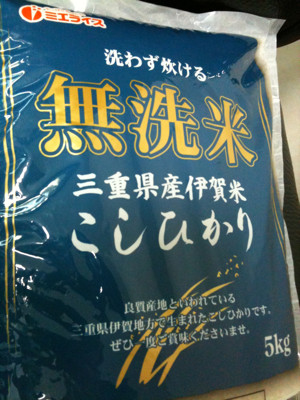 ミエライス
洗わず炊ける
無洗米
三重県産伊賀米
こしひかり
良質産地といわれている
三重県伊賀地方で生まれたこしひかりです。
ぜひ一度ご賞味くださいませ。
5kg